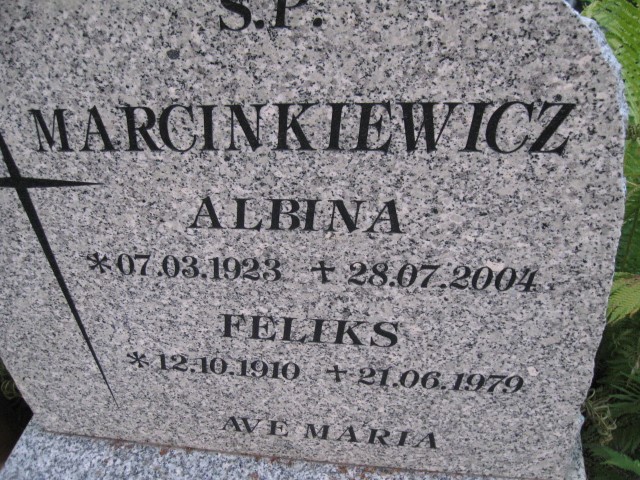 S.P.
MARCINKIEWICZ
ALBINA
*07.03.1923 +28.07.2004
FELIKS
*12.10.1910 +21.06.1979
AVE MARIA